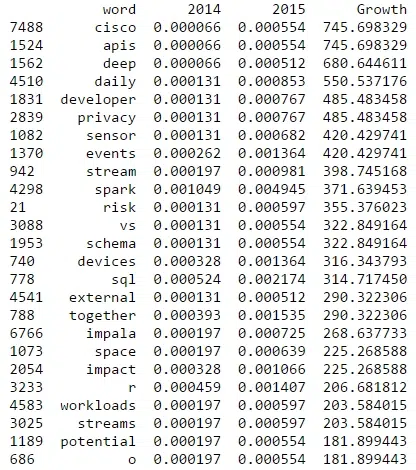 word 2014 2015 Growth
7488 cisco 0.000066 0.000554 745.698329
1524 apis 0.000066 0.000554 745.698329
1562 deep 0.000066 0.000512 680.644611
4510 daily 0.000131 0.000853 550.537176
1831 developer 0.000131 0.000767 485.483458
2839 privacy 0.000131 0.000767 485.483458
1082 sensor 0.000131 0.000682 420.429741
1370 events 0.000262 0.001364 420.429741
942 stream 0.000197 0.000981 398.745168
4298 spark 0.001049 0.004945 371.639453
21 risk 0.000131 0.000597 355.376023
3088 vs 0.000131 0.000554 322.849164
1953 schema 0.000131 0.000554 322.849164
740 devices 0.000328 0.001364 316.343793
778 sql 0.000524 0.002174 314.717450
4541 external 0.000131 0.000512 290.322306
788 together 0.000393 0.001535 290.322306
6766 impala 0.000197 0.000725 268.637733
1073 space 0.000197 0.000639 225.268588
2054 impact 0.000328 0.001066 225.268588
3233 r 0.000459 0.001407 206.681812
4583 workloads 0.000197 0.000597 203.584015
3025 streams 0.000197 0.000597 203.584015
1189 potential 0.000197 0.000554 181.899443
686 o 0.000197 0.000554 181.899443